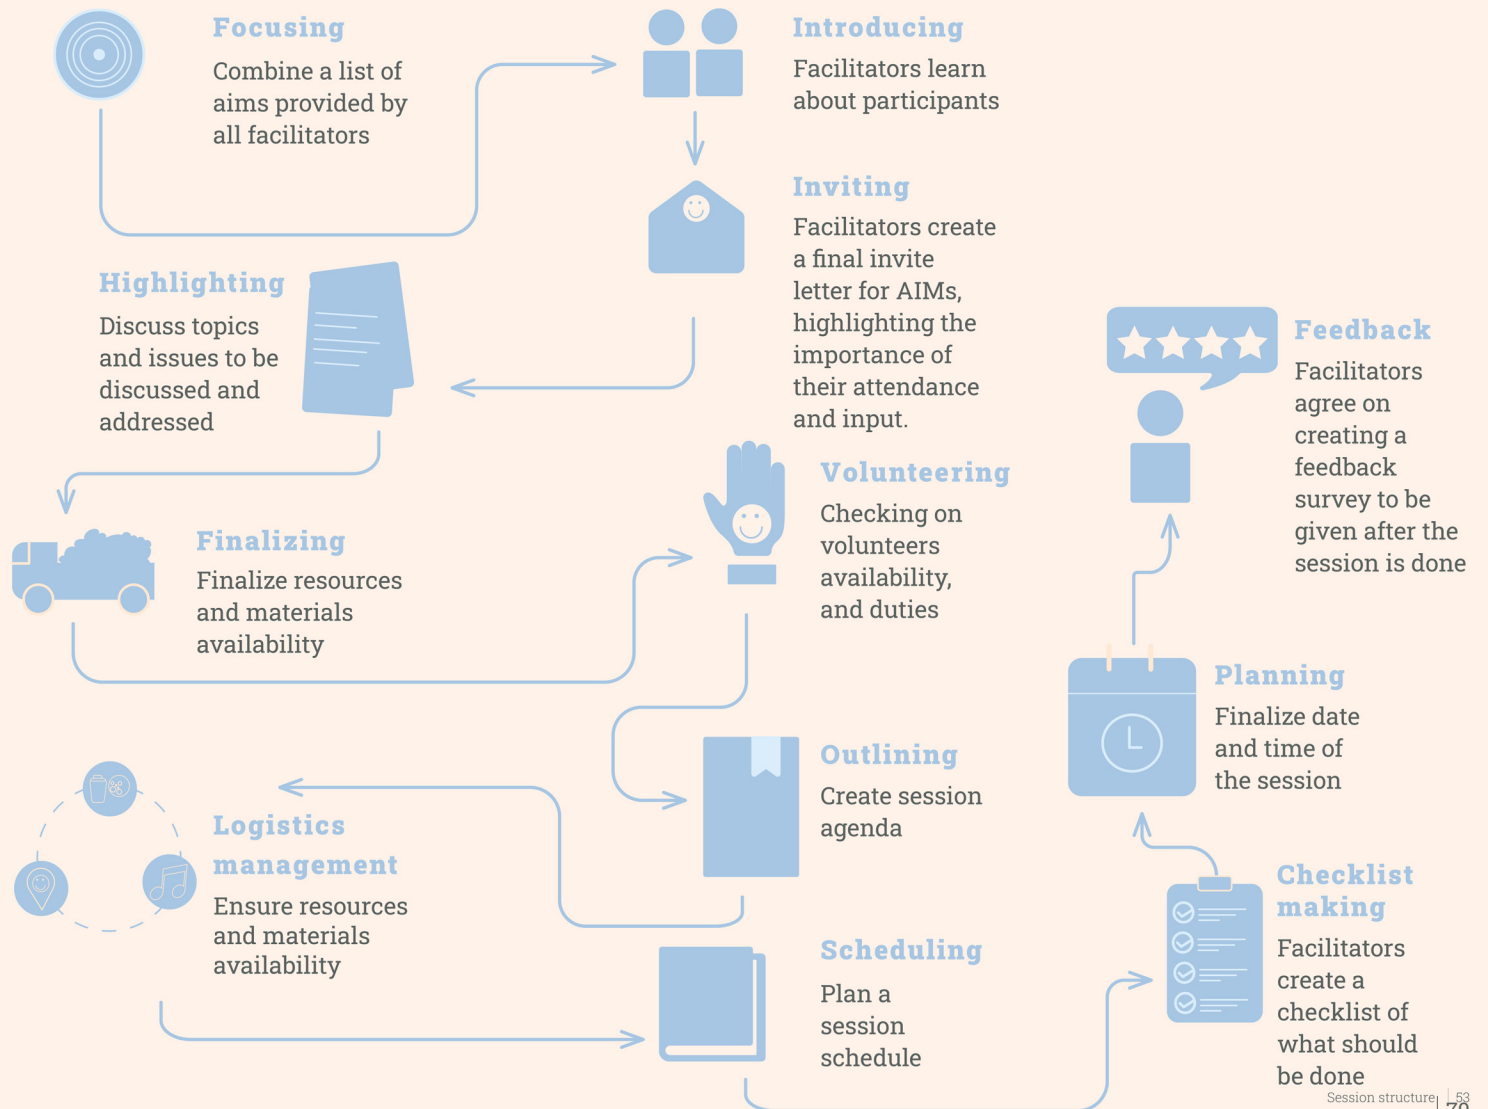 Focusing
Combine a list of
aims provided by
all facilitators
Introducing
Facilitators learn
about participants
Inviting
Facilitators create
a final invite
letter for AIMs,
highlighting the
importance of
their attendance
and input.
Highlighting
Discuss topics
and issues to be
discussed and
addressed
Finalizing
Finalize resources
and materials
availability
Volunteering
Checking on
volunteers
availability,
and duties
Outlining
Create session
agenda
Logistics
management
Ensure resources
and materials
availability
Scheduling
Plan a
session
schedule
Checklist
making
Facilitators
create a
checklist of
what should
be done
Planning
Finalize date
and time of
the session
Feedback
Facilitators
agree on
creating a
feedback
survey to be
given after the
session is done
Session structure | 53